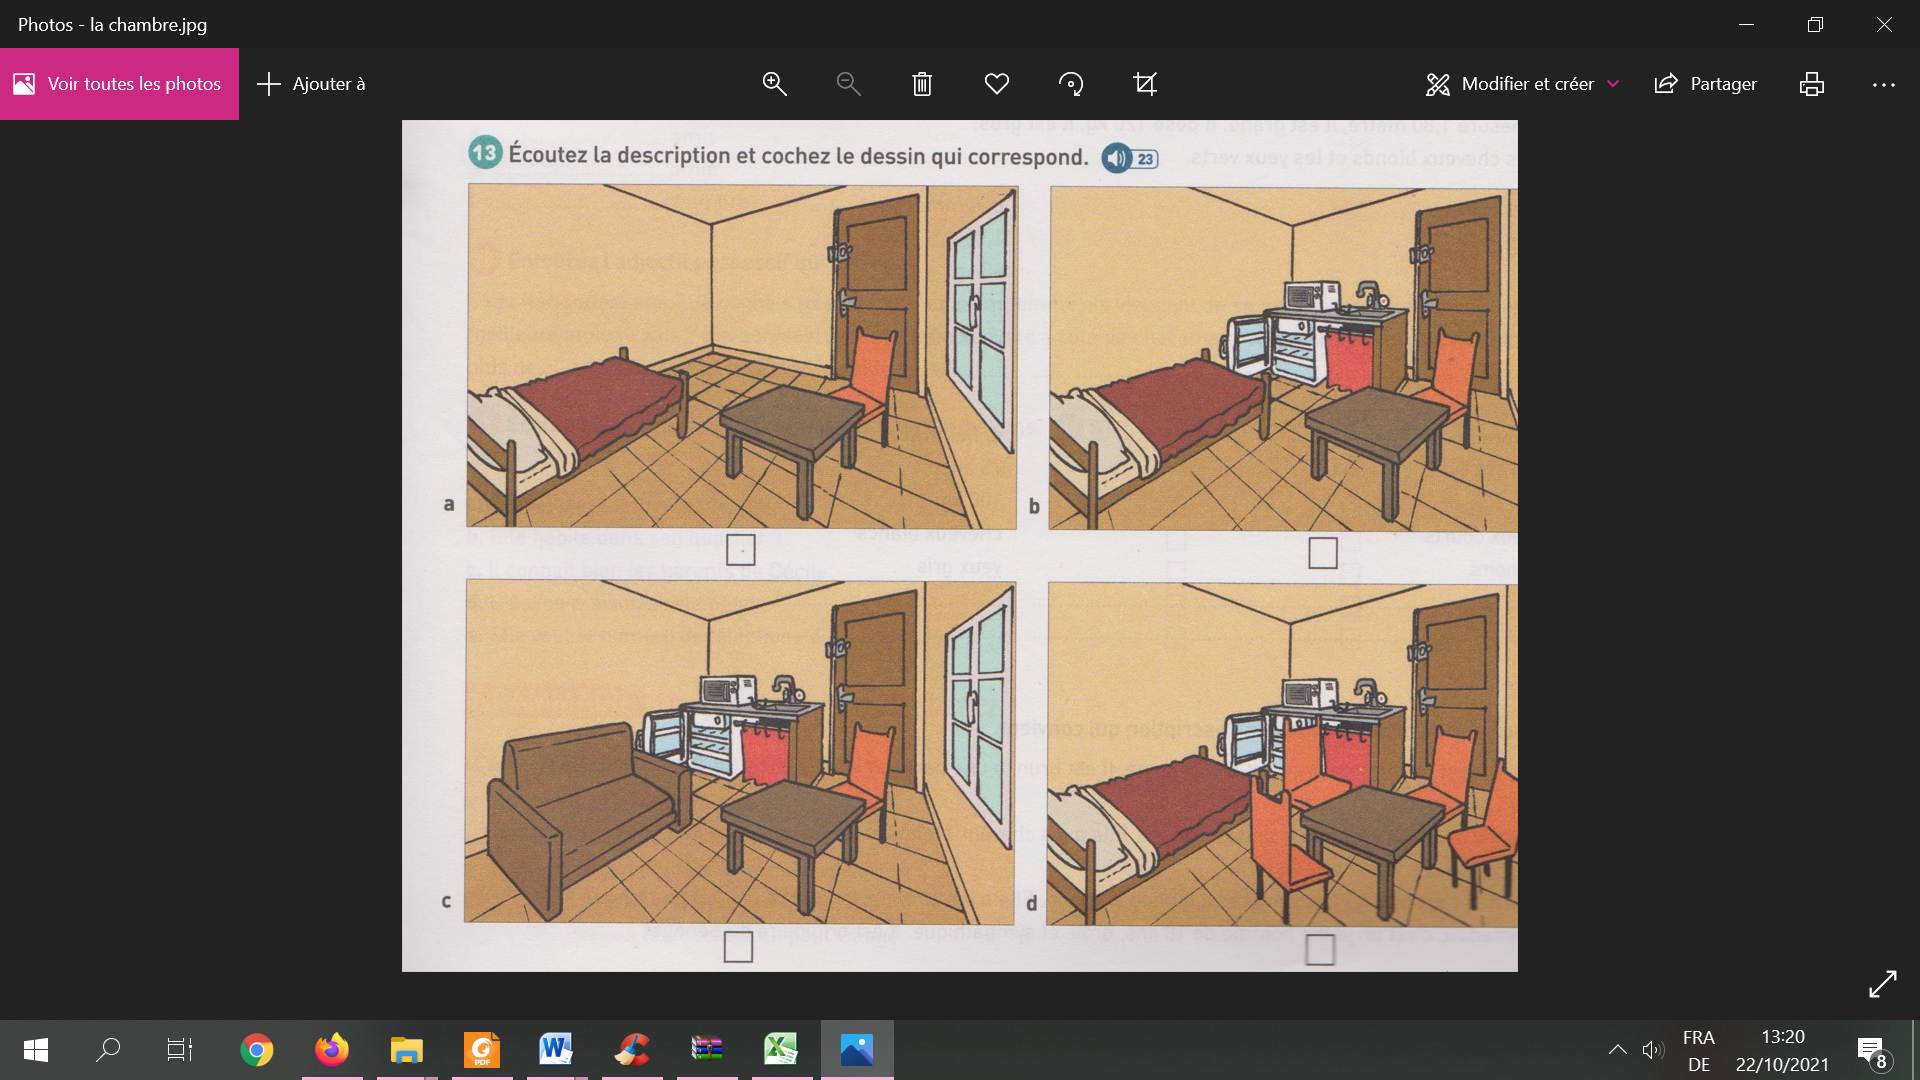 Photos - la chambre.jpg
Voir toutes les photos
Ajouter à
Modifier et créer
Partager
13 Écoutez la description et cochez le dessin qui correspond. 23
a
b
c
d
PDF
FRA
DE
13:20
22/10/2021
8